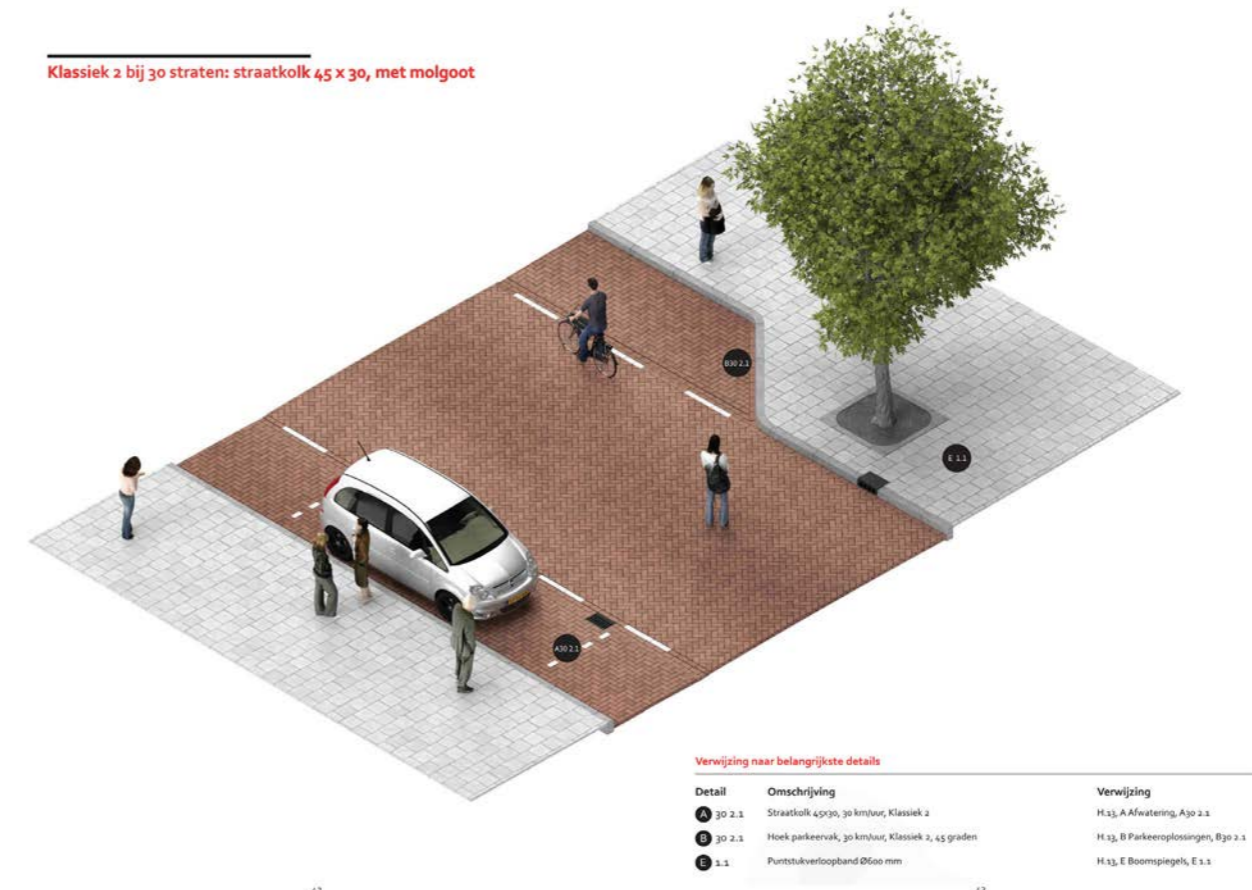 Klassiek 2 bij 30 straten: straatkolk 45 x 30, met molgoot
B30 2.1
E 1.1
A30 2.1
Verwijzing naar belangrijkste details
Detail Omschrijving Verwijzing
A 30 2.1 Straatkolk 45x30, 30 km/uur, Klassiek 2 H.13, A Afwatering, A30 2.1
B 30 2.1 Hoek parkeervak, 30 km/uur, Klassiek 2, 45 graden H.13, B Parkeeroplossingen, B30 2.1
E 1.1 Puntstukverloopband Ø600 mm H.13, E Boomspiegels, E 1.1